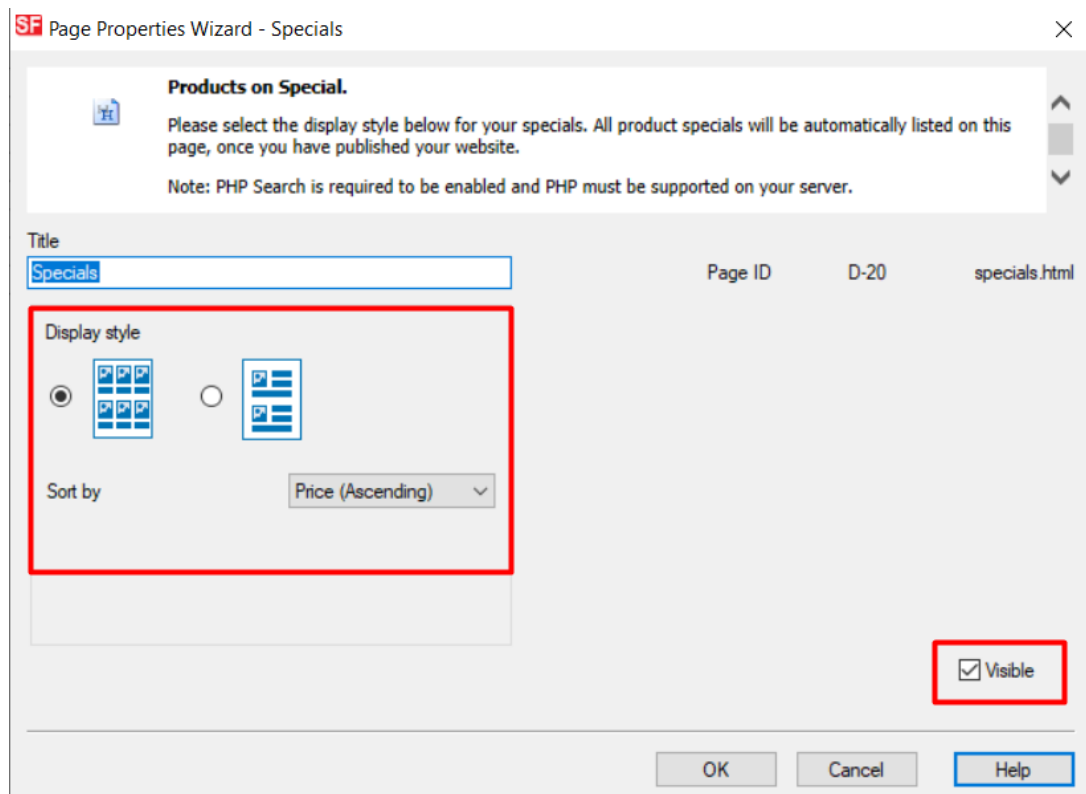 SF Page Properties Wizard - Specials
Products on Special.
Please select the display style below for your specials. All product specials will be automatically listed on this
page, once you have published your website.
Note: PHP Search is required to be enabled and PHP must be supported on your server.
Title
Specials
Page ID D-20 specials.html
Display style
Sort by Price (Ascending)
Visible
OK Cancel Help